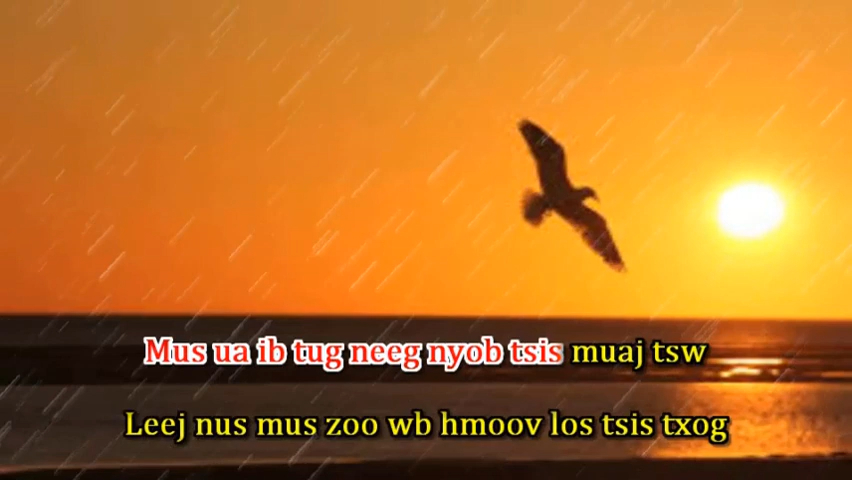 Mus ua ib tug neeg nyob tsis muaj tsw
Leej nus mus zoo wb hmoov los tsis txog